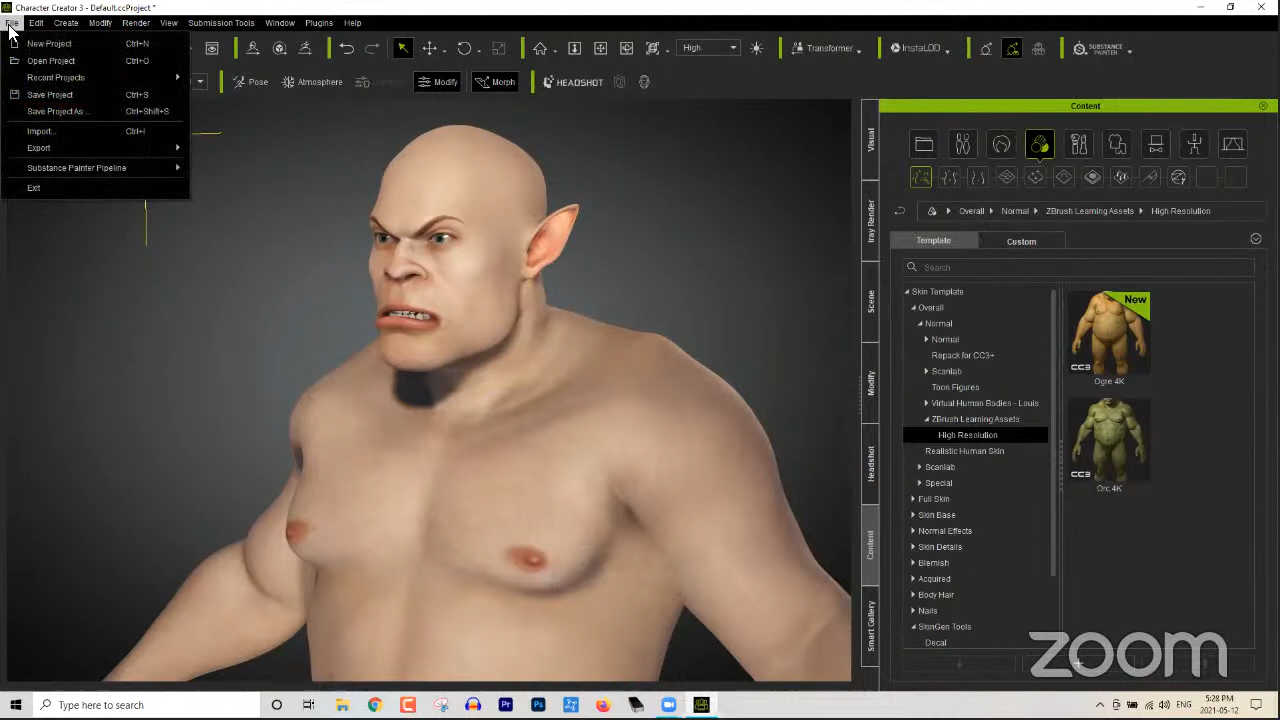 Character Creator 3 - Default.ccProject *
File Edit Create Modify Render View Submission Tools Window Plugins Help
New Project Ctrl+N
Open Project Ctrl+O
Recent Projects
Save Project Ctrl+S
Save Project As... Ctrl+Shift+S
Import... Ctrl+I
Export
Substance Painter Pipeline
Exit
High
Transformer
InstaLOD
SUBSTANCE PAINTER
Pose Atmosphere Modify Morph HEADSHOT
Visual
Iray Render
Scene
Modify
Headshot
Content
Smart Gallery
Content
Overall Normal ZBrush Learning Assets High Resolution
Template Custom
Search
Skin Template
Overall
Normal
Normal
Repack for CC3+
Scanlab
Toon Figures
Virtual Human Bodies - Louis
ZBrush Learning Assets
High Resolution
Realistic Human Skin
Scanlab
Special
Full Skin
Skin Base
Normal Effects
Skin Details
Blemish
Acquired
Body Hair
Nails
SkinGen Tools
Decal
New
CC3
Ogre 4K
CC3
Orc 4K
zoom
Type here to search
Pr
Ps
ENG
5:28 PM
2021-05-12